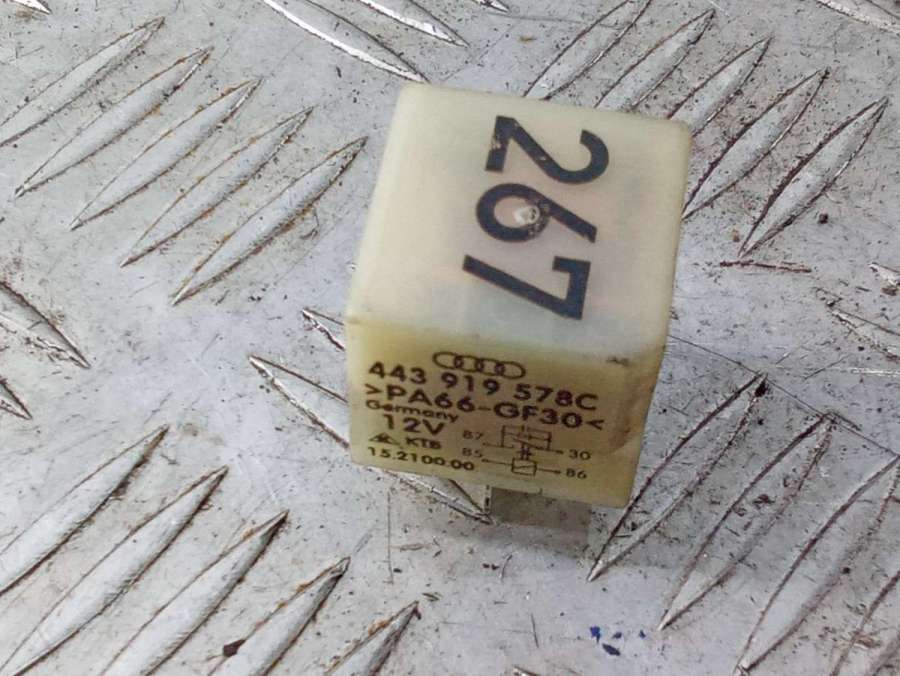 267
443 919 578C
>PA66-GF30<
Germany
12V
KTB
15.2100.00
87
30
85
86